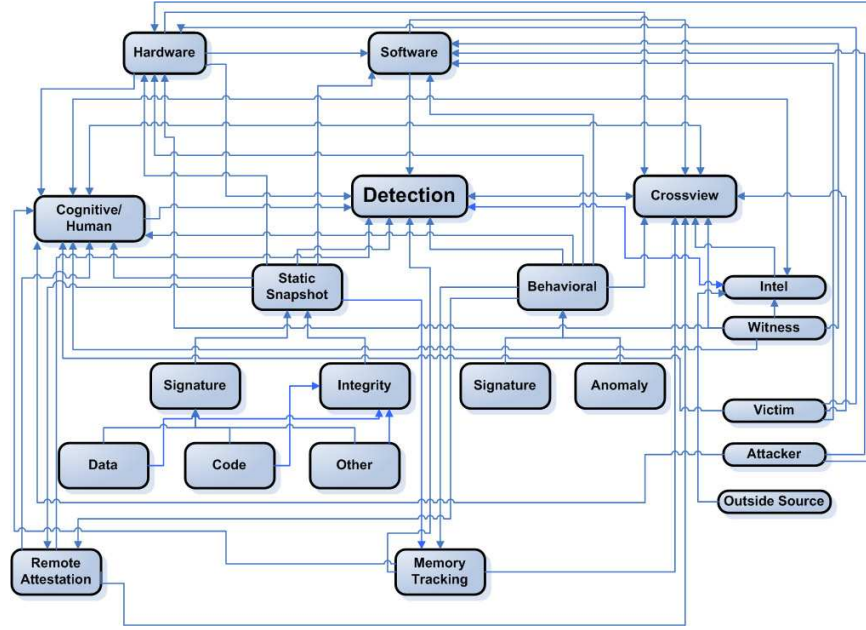 Hardware
Software
Detection
Cognitive/
Human
Crossview
Static
Snapshot
Behavioral
Intel
Witness
Signature
Integrity
Signature
Anomaly
Victim
Data
Code
Other
Attacker
Outside Source
Remote
Attestation
Memory
Tracking